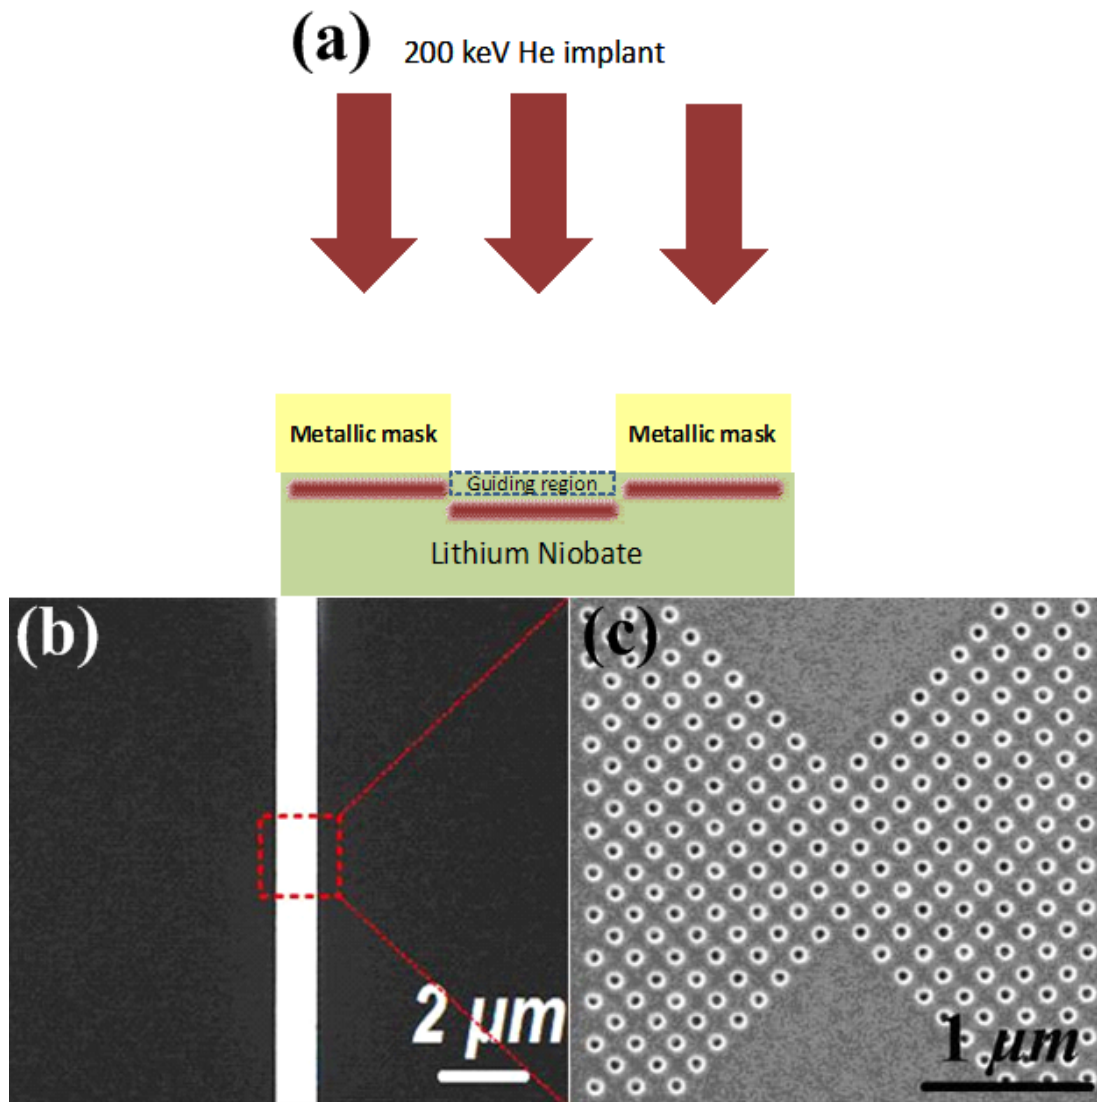 (a) 200 keV He implant
Metallic mask Metallic mask
Guiding region
Lithium Niobate
(b) (c)
2 μm 1 μm